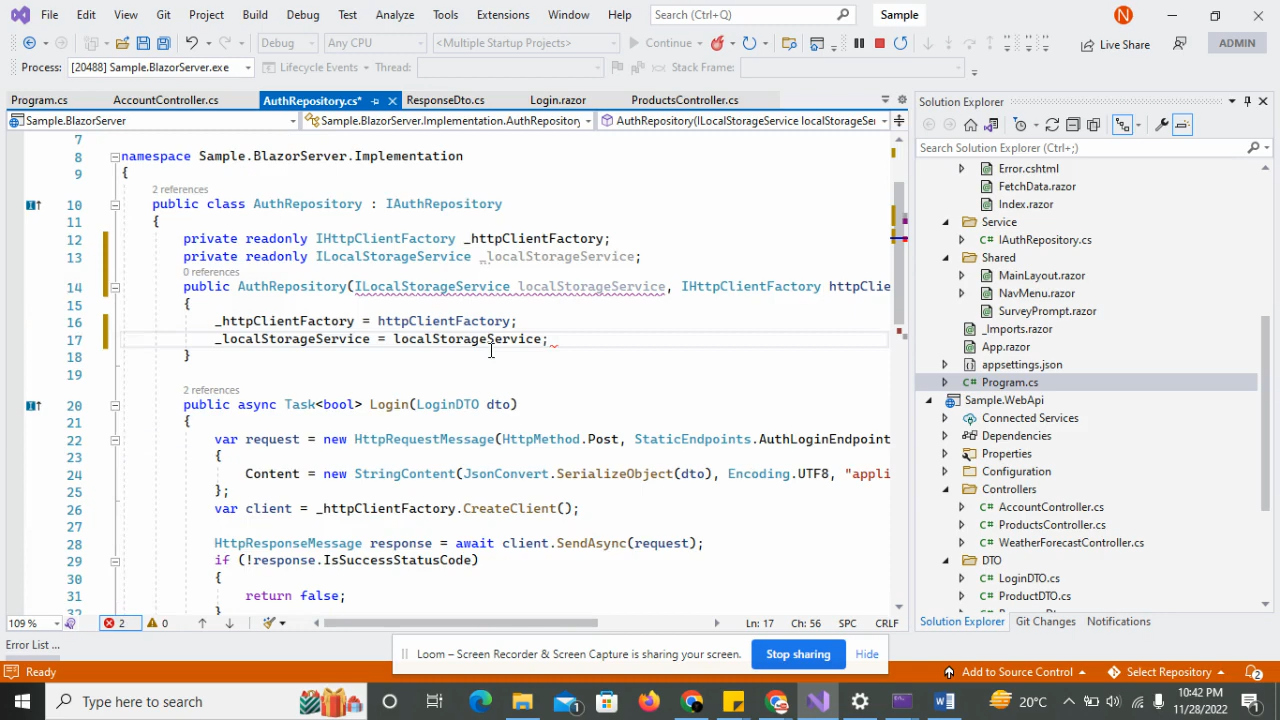 File Edit View Git Project Build Debug Test Analyze Tools Extensions Window Help Search (Ctrl+Q) Sample N
Debug Any CPU <Multiple Startup Projects> Continue Live Share ADMIN
Process: [20488] Sample.BlazorServer.exe Lifecycle Events Thread: Stack Frame:
Program.cs AccountController.cs AuthRepository.cs* ResponseDto.cs Login.razor ProductsController.cs
Sample.BlazorServer Sample.BlazorServer.Implementation.AuthRepository AuthRepository(ILocalStorageService localStorageSer
7
8 namespace Sample.BlazorServer.Implementation
9 {
2 references
10 public class AuthRepository : IAuthRepository
11 {
12 private readonly IHttpClientFactory _httpClientFactory;
13 private readonly ILocalStorageService _localStorageService;
0 references
14 public AuthRepository(ILocalStorageService localStorageService, IHttpClientFactory httpClie
15 {
16 _httpClientFactory = httpClientFactory;
17 _localStorageService = localStorageService;
18 }
19
2 references
20 public async Task<bool> Login(LoginDTO dto)
21 {
22 var request = new HttpRequestMessage(HttpMethod.Post, StaticEndpoints.AuthLoginEndpoint
23 {
24 Content = new StringContent(JsonConvert.SerializeObject(dto), Encoding.UTF8, "appli
25 };
26 var client = _httpClientFactory.CreateClient();
27
28 HttpResponseMessage response = await client.SendAsync(request);
29 if (!response.IsSuccessStatusCode)
30 {
31 return false;
32 }
109 % 2 0 Ln: 17 Ch: 56 SPC CRLF
Error List ...
Solution Explorer
Search Solution Explorer (Ctrl+;)
Error.cshtml
FetchData.razor
Index.razor
Service
IAuthRepository.cs
Shared
MainLayout.razor
NavMenu.razor
SurveyPrompt.razor
_Imports.razor
App.razor
appsettings.json
Program.cs
Sample.WebApi
Connected Services
Dependencies
Properties
Configuration
Controllers
AccountController.cs
ProductsController.cs
WeatherForecastController.cs
DTO
LoginDTO.cs
ProductDTO.cs
Solution Explorer Git Changes Notifications
Loom – Screen Recorder & Screen Capture is sharing your screen. Stop sharing Hide
Ready Add to Source Control Select Repository 2
Type here to search 1 20°C 10:42 PM
11/28/2022 1